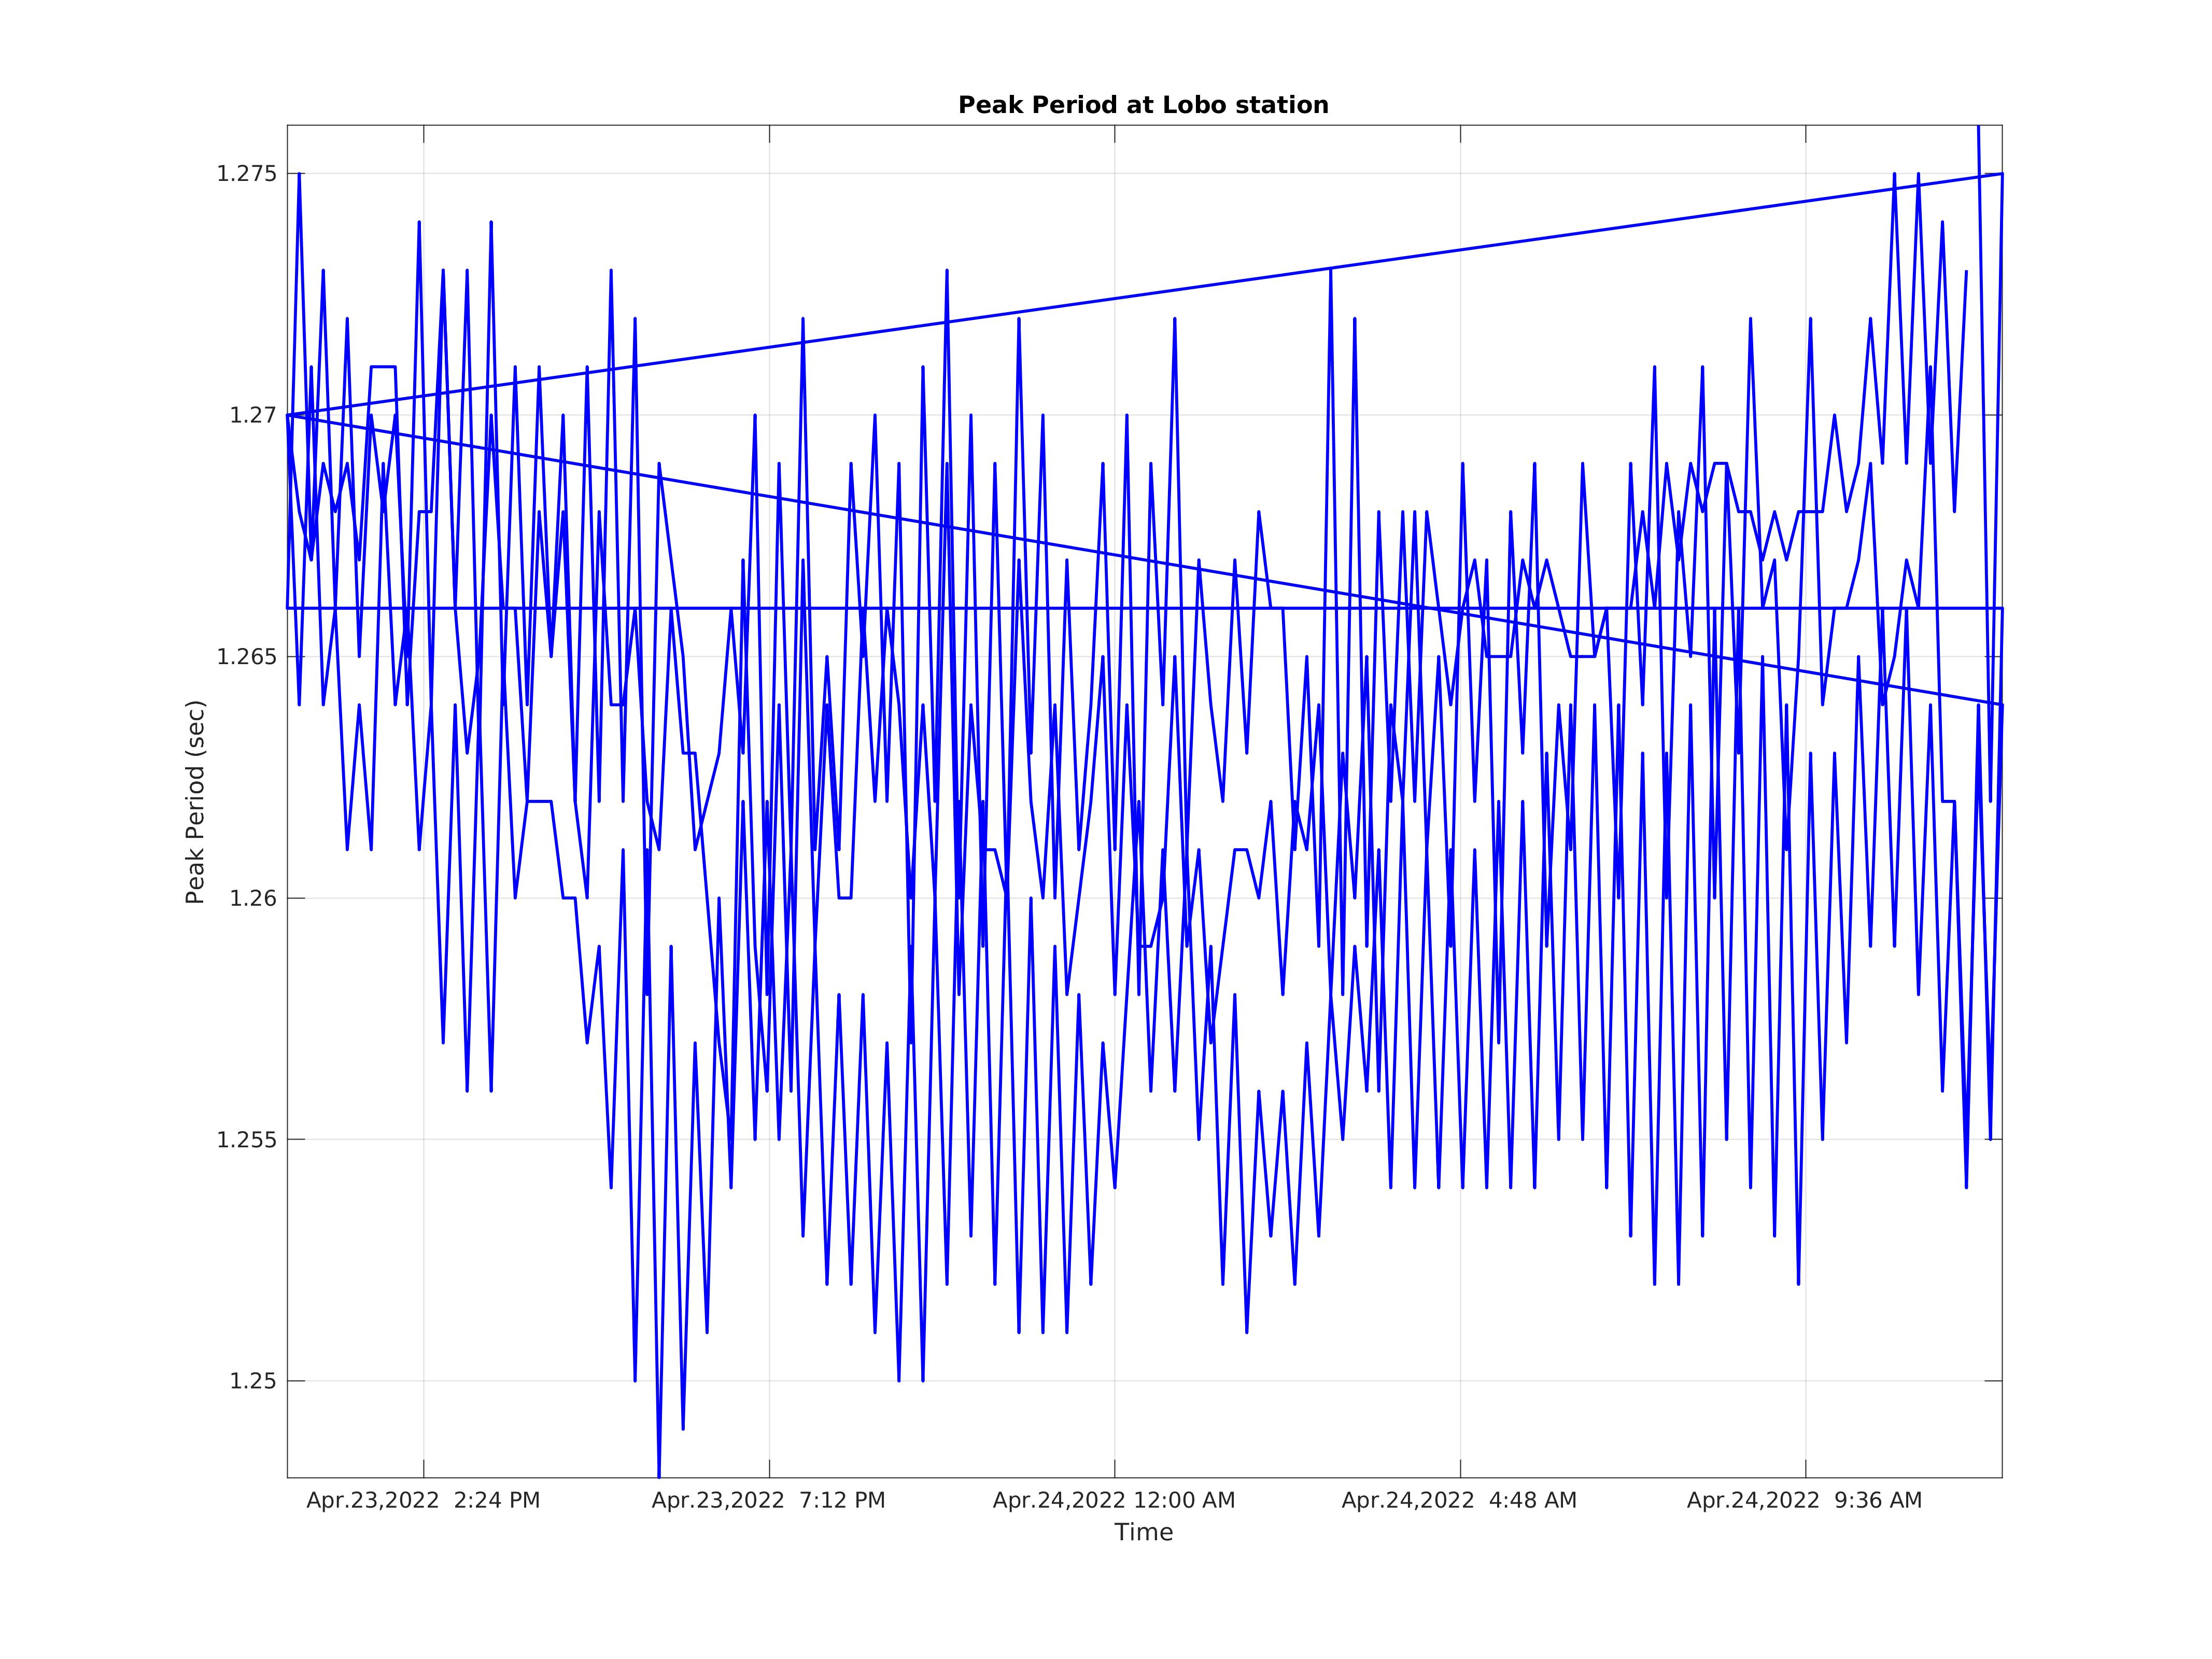 Peak Period at Lobo station
Peak Period (sec)
1.275
1.27
1.265
1.26
1.255
1.25
Apr.23,2022  2:24 PM
Apr.23,2022  7:12 PM
Apr.24,2022 12:00 AM
Apr.24,2022  4:48 AM
Apr.24,2022  9:36 AM
Time